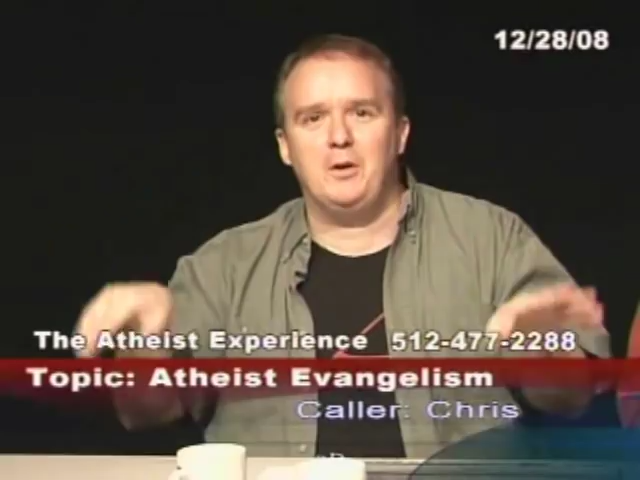 12/28/08
The Atheist Experience 512-477-2288
Topic: Atheist Evangelism
Caller: Chris